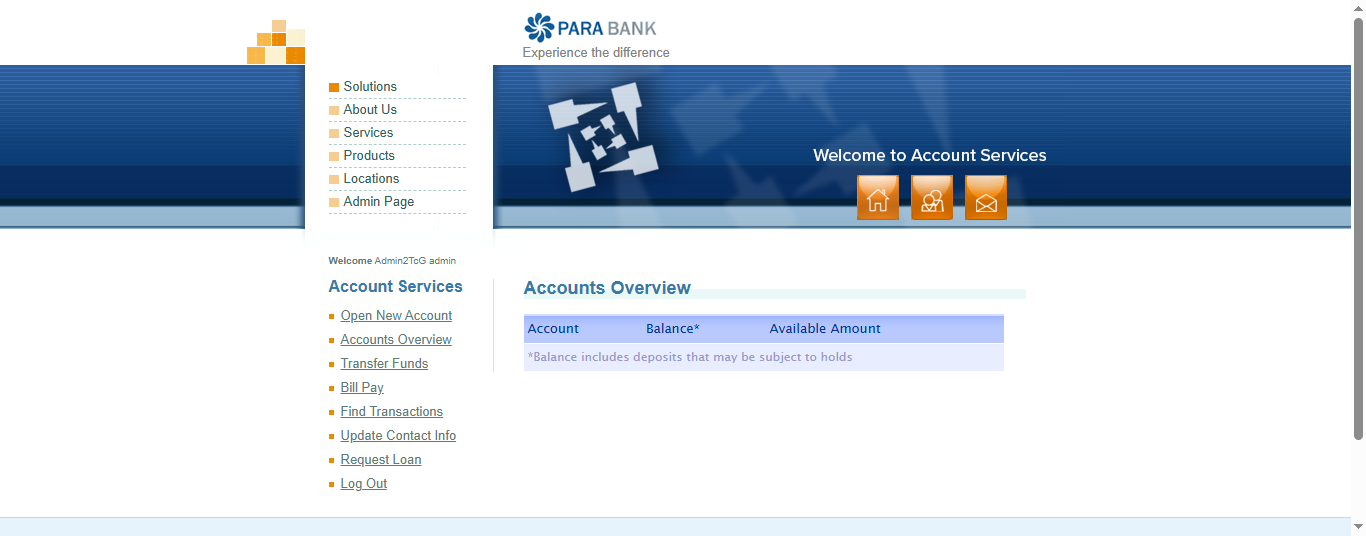 PARA BANK
Experience the difference
Solutions
About Us
Services
Products
Locations
Admin Page
Welcome to Account Services
Welcome Admin2TcG admin
Account Services
Open New Account
Accounts Overview
Transfer Funds
Bill Pay
Find Transactions
Update Contact Info
Request Loan
Log Out
Accounts Overview
Account Balance* Available Amount
*Balance includes deposits that may be subject to holds